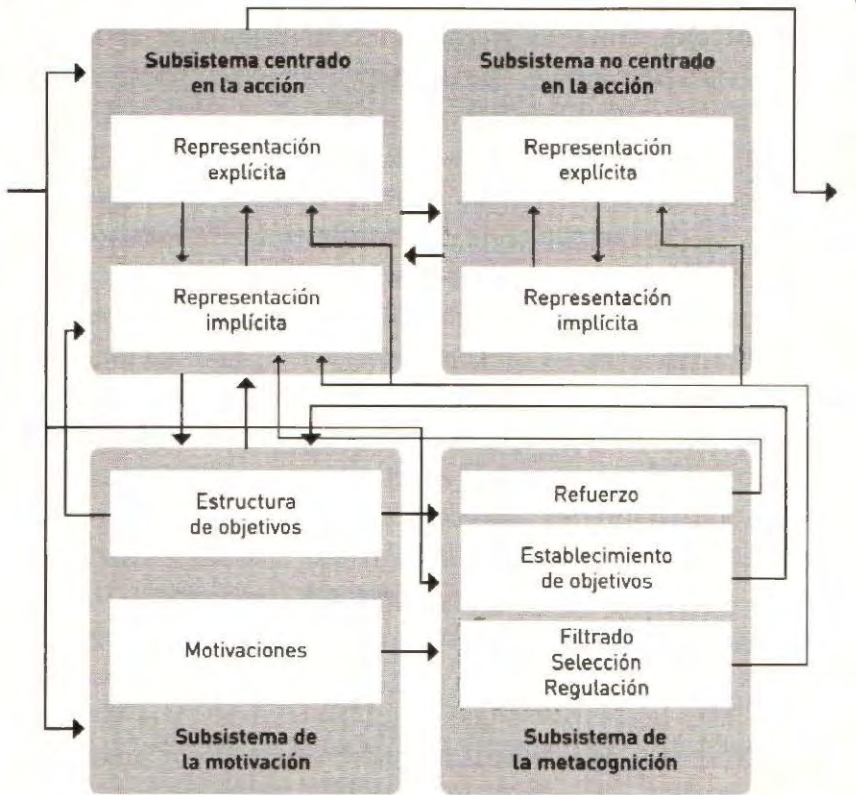 Subsistema centrado
en la acción
Representación
explícita
Representación
implícita
Subsistema no centrado
en la acción
Representación
explícita
Representación
implícita
Estructura
de objetivos
Motivaciones
Subsistema de
la motivación
Refuerzo
Establecimiento
de objetivos
Filtrado
Selección
Regulación
Subsistema de
la metacognición